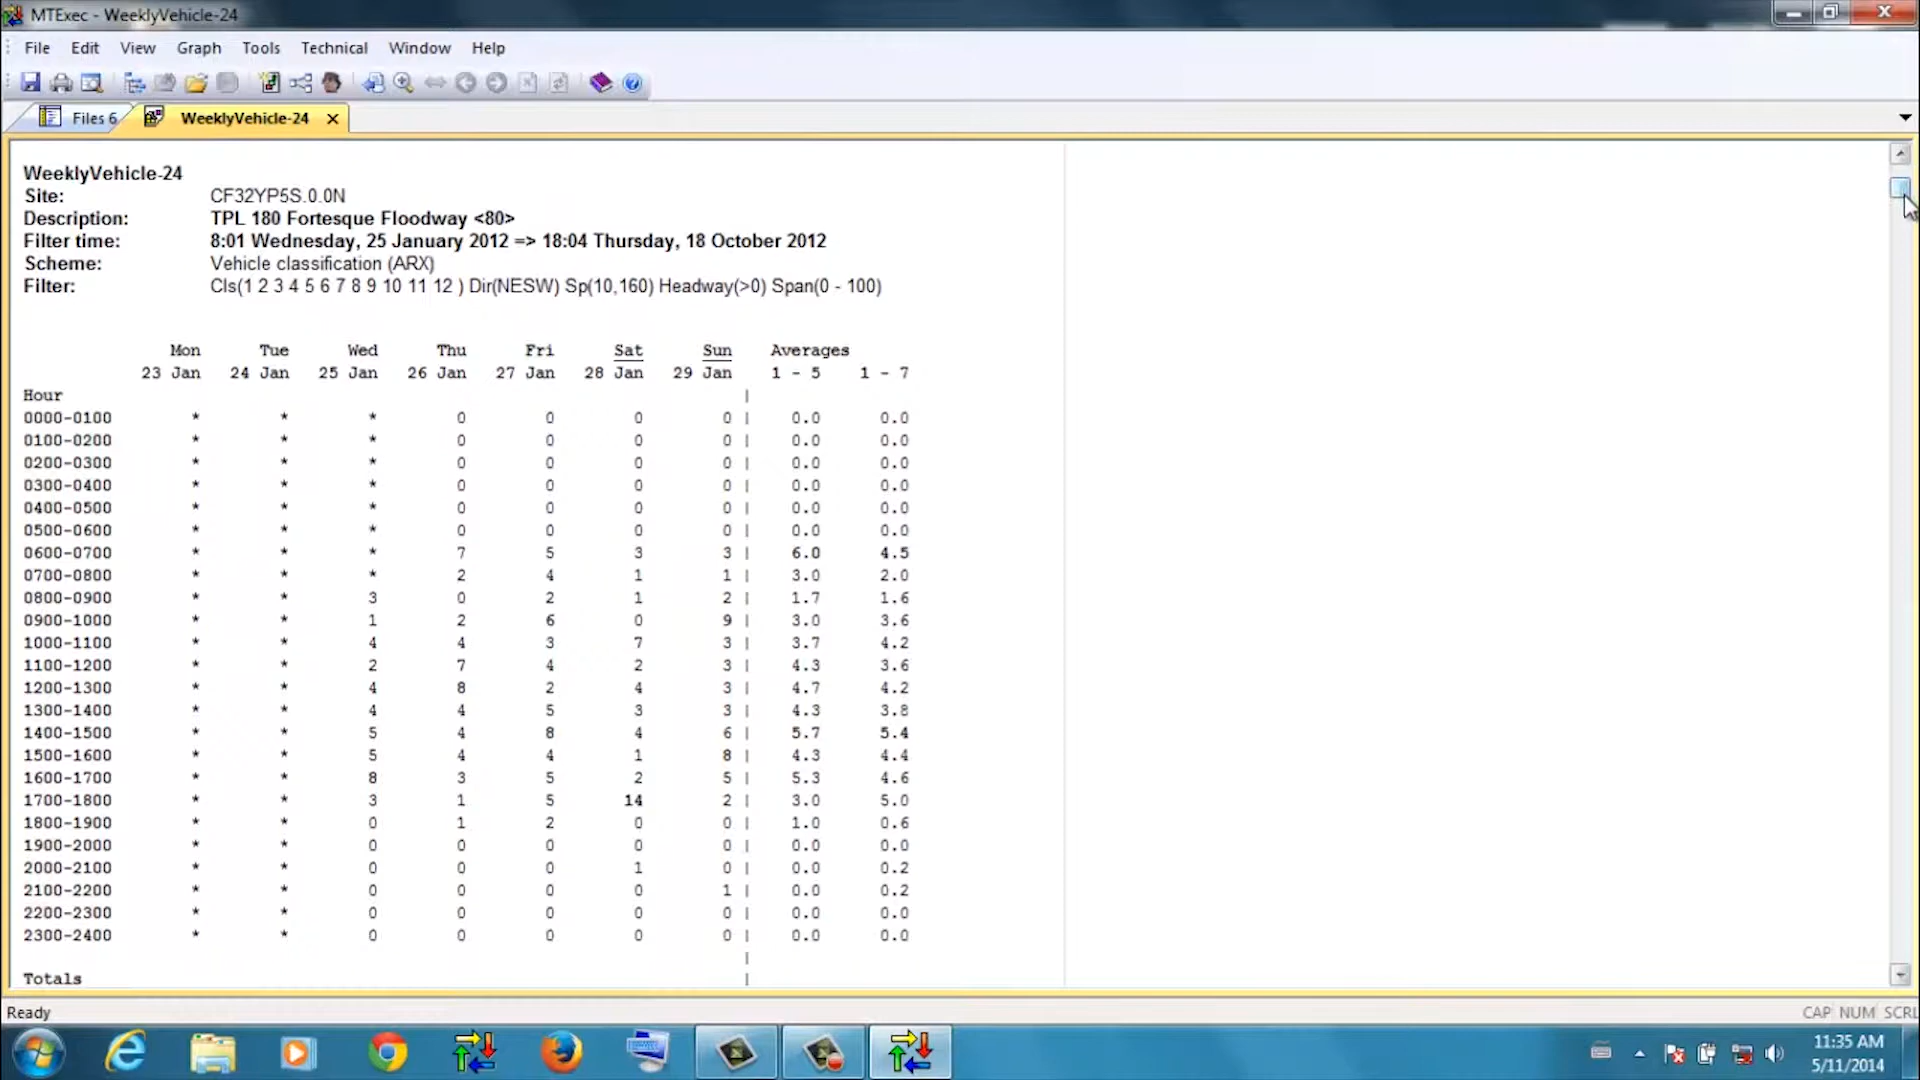 MTExec - WeeklyVehicle-24
File Edit View Graph Tools Technical Window Help
Files 6 WeeklyVehicle-24
WeeklyVehicle-24
Site: CF32YP5S.0.0N
Description: TPL 180 Fortesque Floodway <80>
Filter time: 8:01 Wednesday, 25 January 2012 => 18:04 Thursday, 18 October 2012
Scheme: Vehicle classification (ARX)
Filter: Cls(1 2 3 4 5 6 7 8 9 10 11 12 ) Dir(NESW) Sp(10,160) Headway(>0) Span(0 - 100)
Mon Tue Wed Thu Fri Sat Sun Averages
23 Jan 24 Jan 25 Jan 26 Jan 27 Jan 28 Jan 29 Jan 1 - 5 1 - 7
Hour |
0000-0100 * * * 0 0 0 0 | 0.0 0.0
0100-0200 * * * 0 0 0 0 | 0.0 0.0
0200-0300 * * * 0 0 0 0 | 0.0 0.0
0300-0400 * * * 0 0 0 0 | 0.0 0.0
0400-0500 * * * 0 0 0 0 | 0.0 0.0
0500-0600 * * * 0 0 0 0 | 0.0 0.0
0600-0700 * * * 7 5 3 3 | 6.0 4.5
0700-0800 * * * 2 4 1 1 | 3.0 2.0
0800-0900 * * 3 0 2 1 2 | 1.7 1.6
0900-1000 * * 1 2 6 0 9 | 3.0 3.6
1000-1100 * * 4 4 3 7 3 | 3.7 4.2
1100-1200 * * 2 7 4 2 3 | 4.3 3.6
1200-1300 * * 4 8 2 4 3 | 4.7 4.2
1300-1400 * * 4 4 5 3 3 | 4.3 3.8
1400-1500 * * 5 4 8 4 6 | 5.7 5.4
1500-1600 * * 5 4 4 1 8 | 4.3 4.4
1600-1700 * * 8 3 5 2 5 | 5.3 4.6
1700-1800 * * 3 1 5 14 2 | 3.0 5.0
1800-1900 * * 0 1 2 0 0 | 1.0 0.6
1900-2000 * * 0 0 0 0 0 | 0.0 0.0
2000-2100 * * 0 0 0 1 0 | 0.0 0.2
2100-2200 * * 0 0 0 0 1 | 0.0 0.2
2200-2300 * * 0 0 0 0 0 | 0.0 0.0
2300-2400 * * 0 0 0 0 0 | 0.0 0.0
|
Totals |
Ready CAP NUM SCRL
11:35 AM
5/11/2014